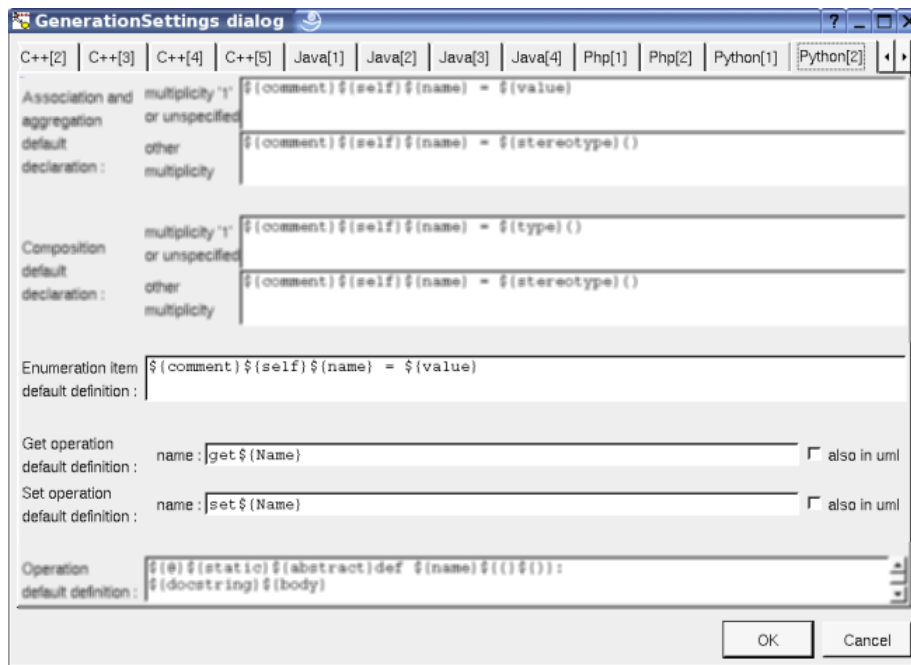 GenerationSettings dialog
C++[2] C++[3] C++[4] C++[5] Java[1] Java[2] Java[3] Java[4] Php[1] Php[2] Python[1] Python[2]
Association and aggregation default declaration :
multiplicity '1' or unspecified
${comment}${self}${name} = ${value}
other multiplicity
${comment}${self}${name} = ${stereotype}()
Composition default declaration :
multiplicity '1' or unspecified
${comment}${self}${name} = ${type}()
other multiplicity
${comment}${self}${name} = ${stereotype}()
Enumeration item
default definition :
${comment}${self}${name} = ${value}
Get operation
default definition :
name : get${Name} also in uml
Set operation
default definition :
name : set${Name} also in uml
Operation
default definition :
${@}${static}${abstract}def ${name}${(}${)}:
${docstring}${body}
OK Cancel